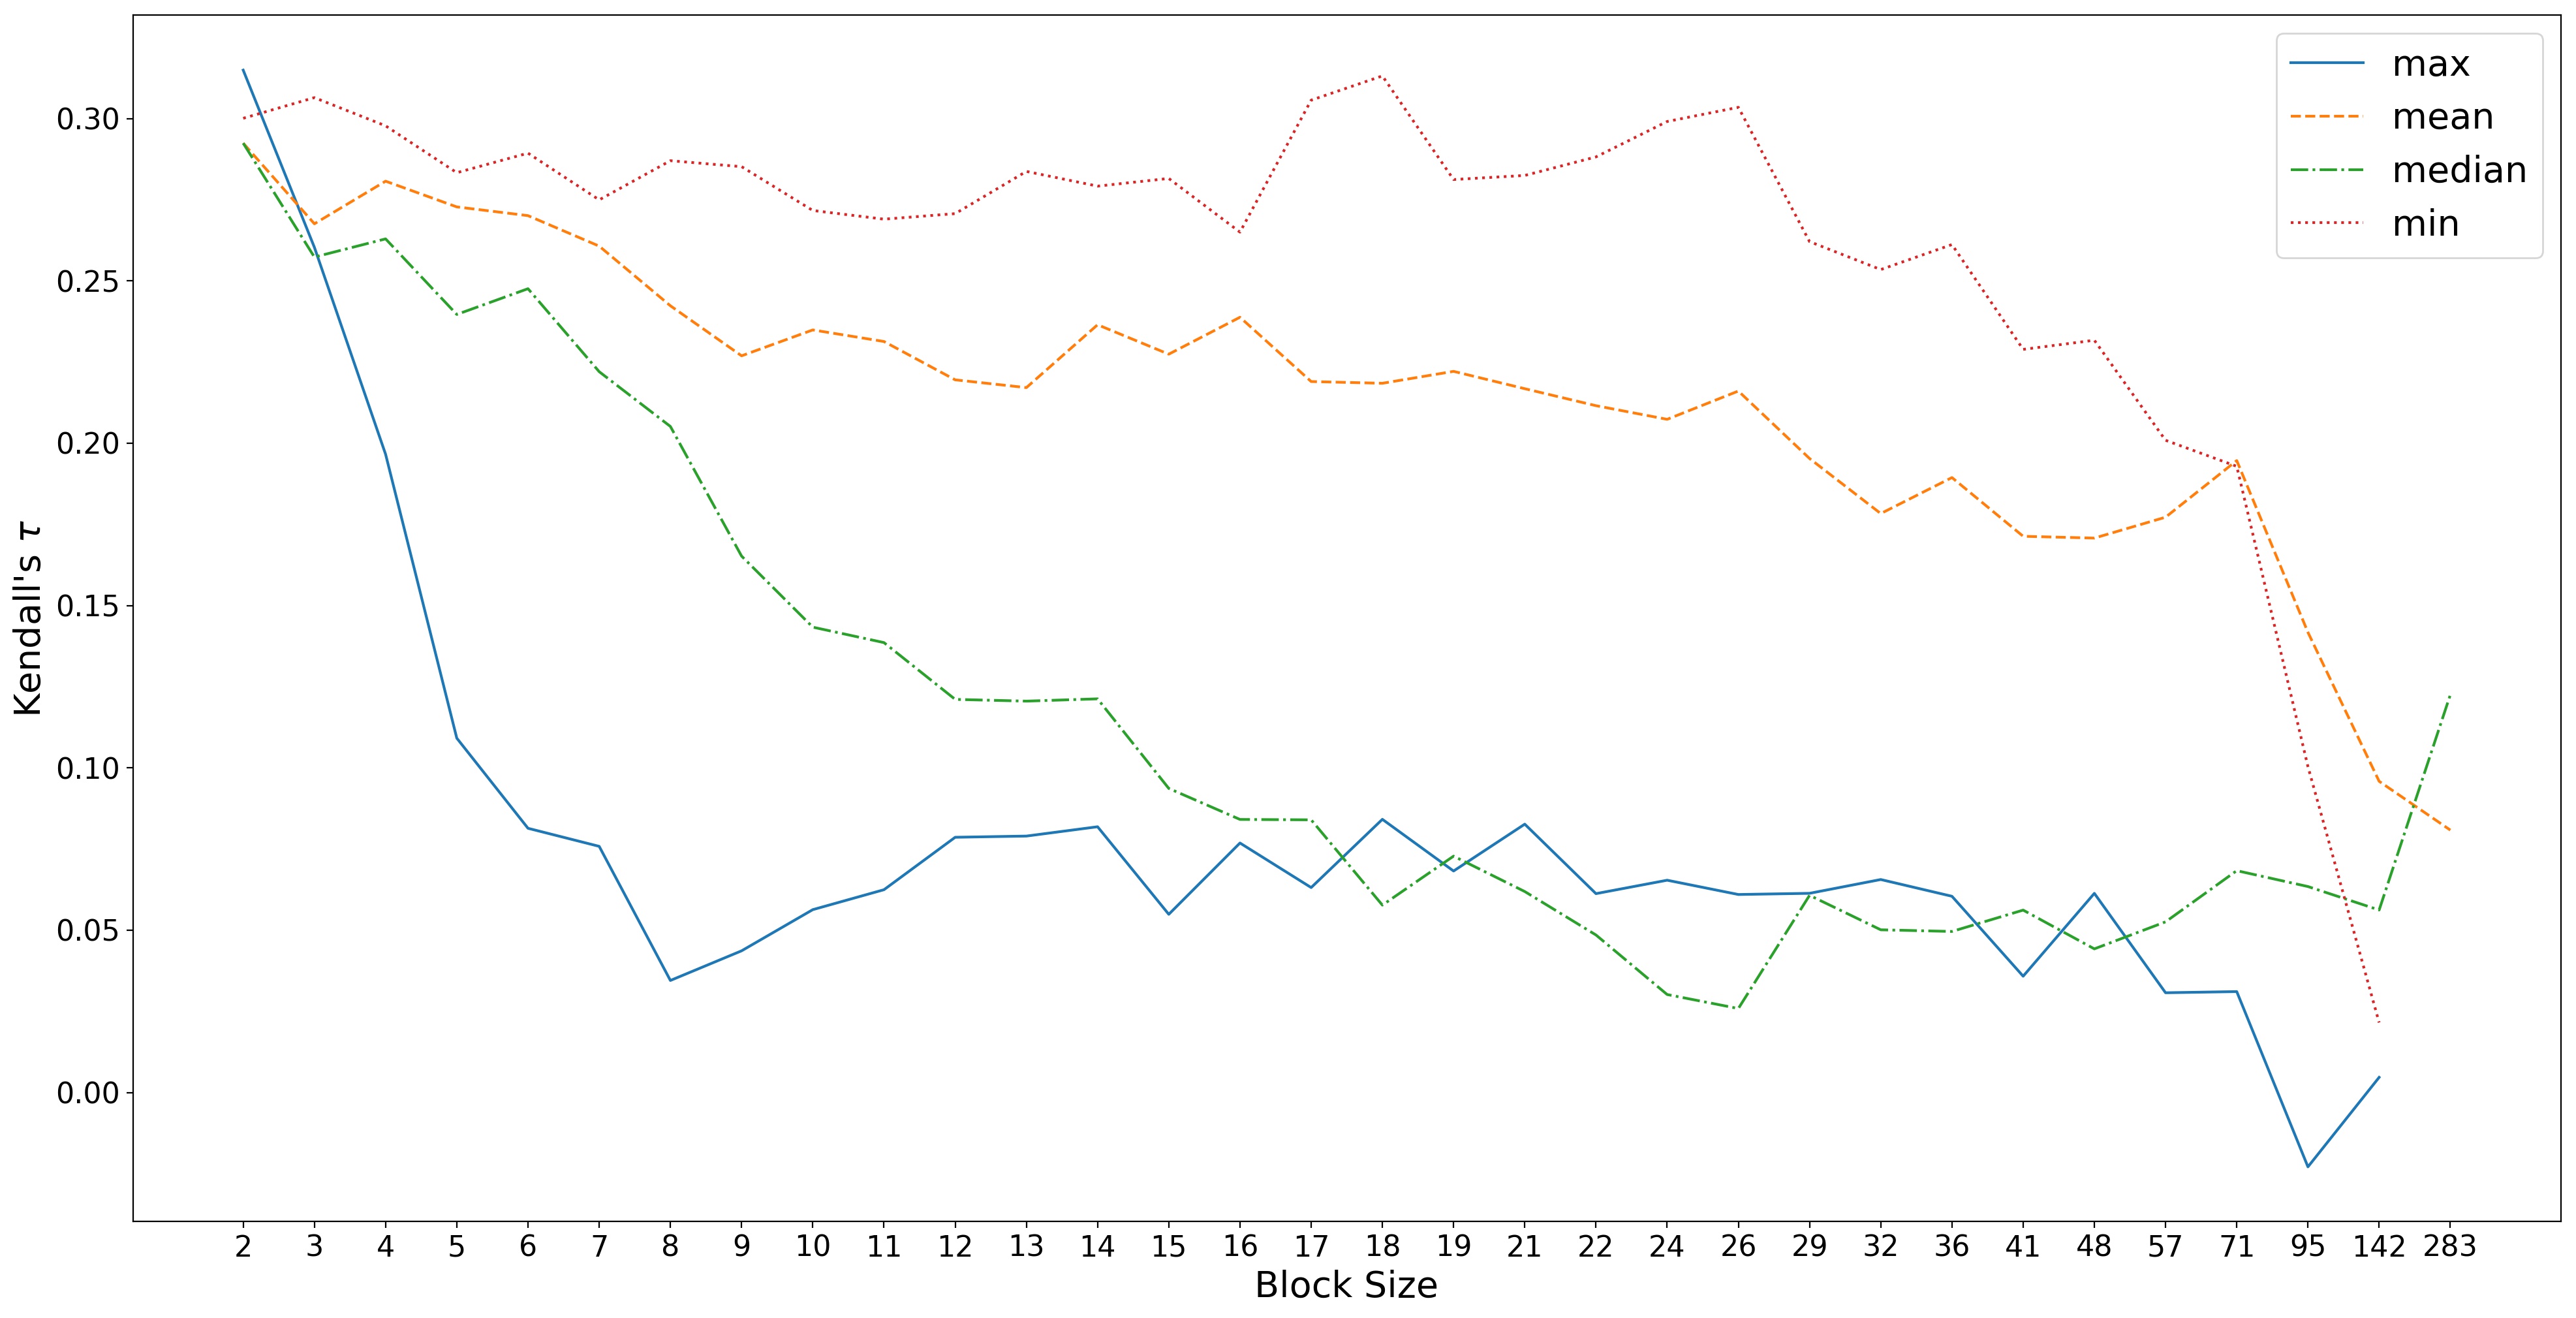 max
mean
median
min
0.30
0.25
0.20
0.15
0.10
0.05
0.00
Kendall's τ
2 3 4 5 6 7 8 9 10 11 12 13 14 15 16 17 18 19 21 22 24 26 29 32 36 41 48 57 71 95 142 283
Block Size